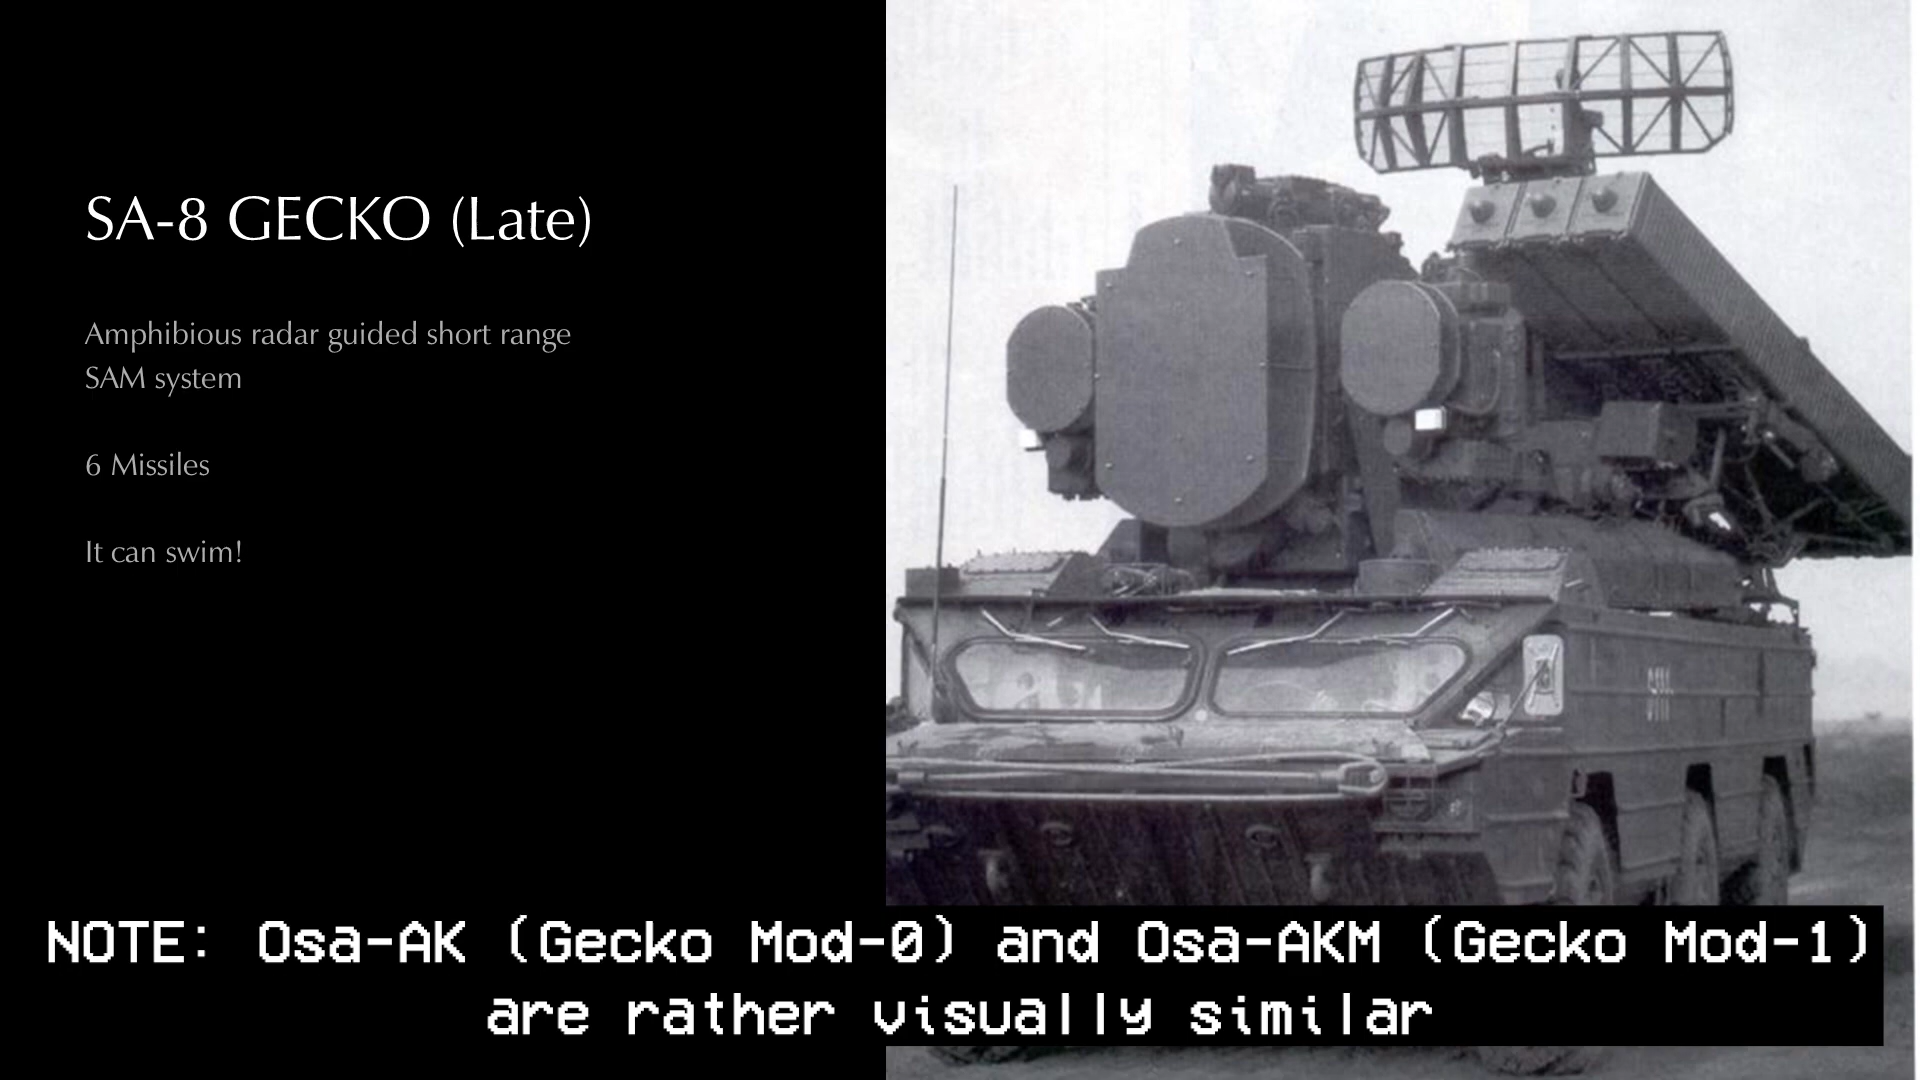 SA-8 GECKO (Late)
Amphibious radar guided short range
SAM system
6 Missiles
It can swim!
NOTE: Osa-AK (Gecko Mod-0) and Osa-AKM (Gecko Mod-1)
are rather visually similar